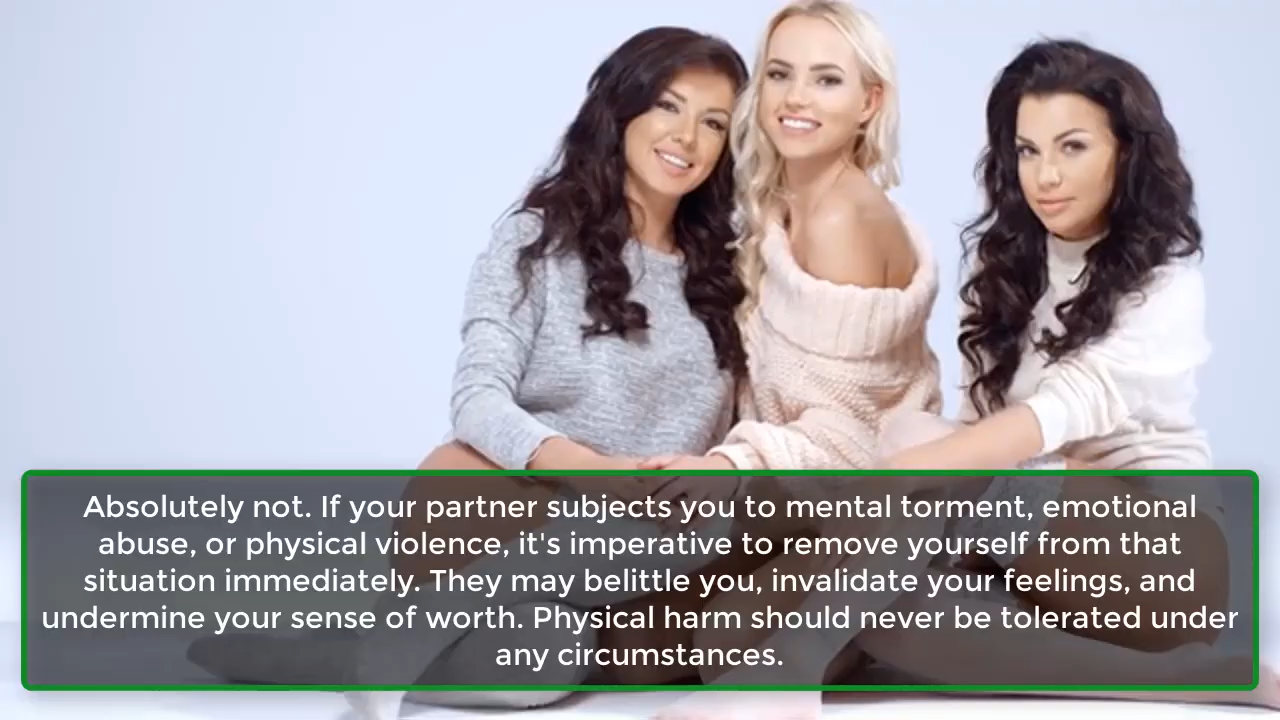 Absolutely not. If your partner subjects you to mental torment, emotional
abuse, or physical violence, it's imperative to remove yourself from that
situation immediately. They may belittle you, invalidate your feelings, and
undermine your sense of worth. Physical harm should never be tolerated under
any circumstances.